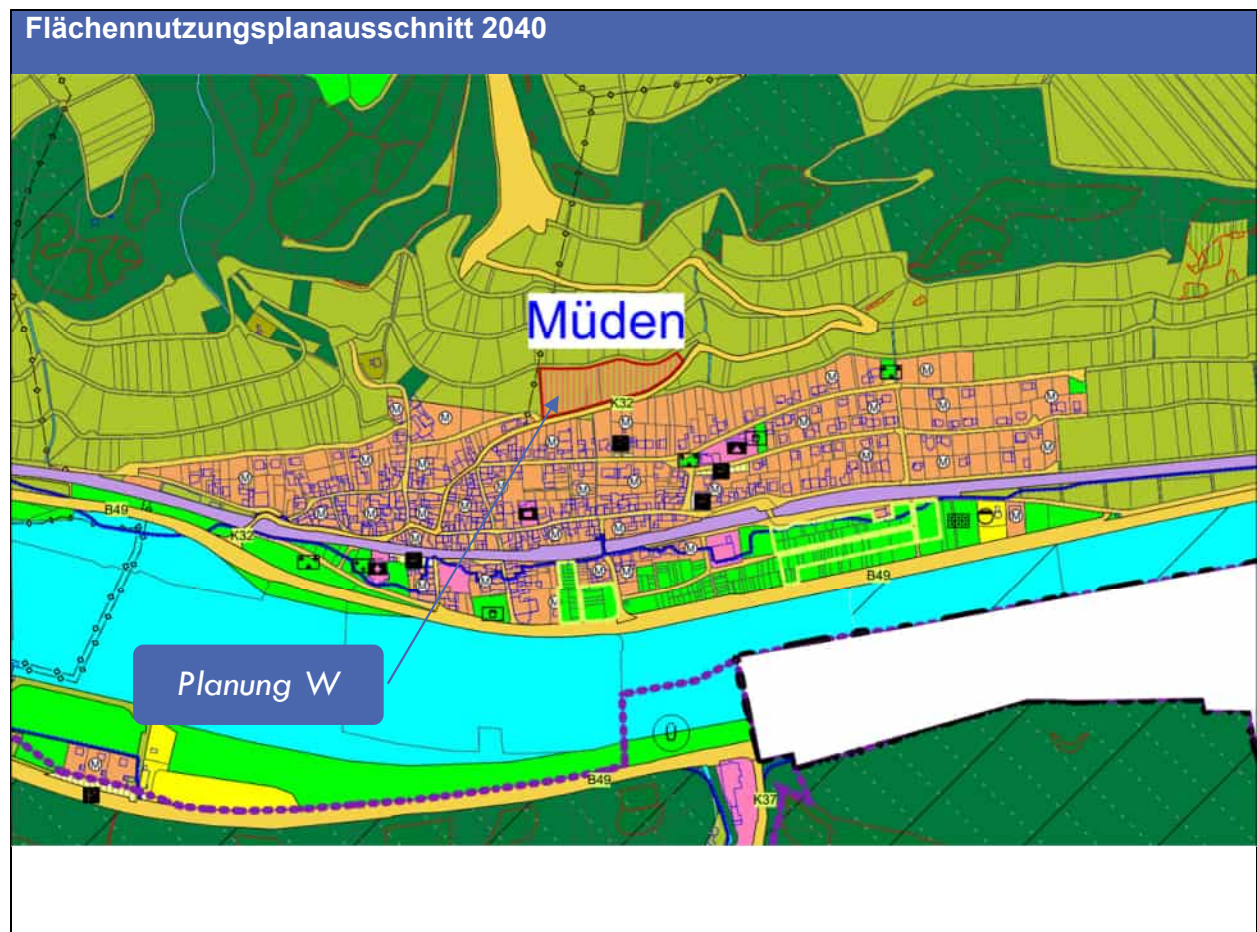 Flächennutzungsplanausschnitt 2040
Müden
K32
B49
K32
B49
Planung W
Ü
B49
K37